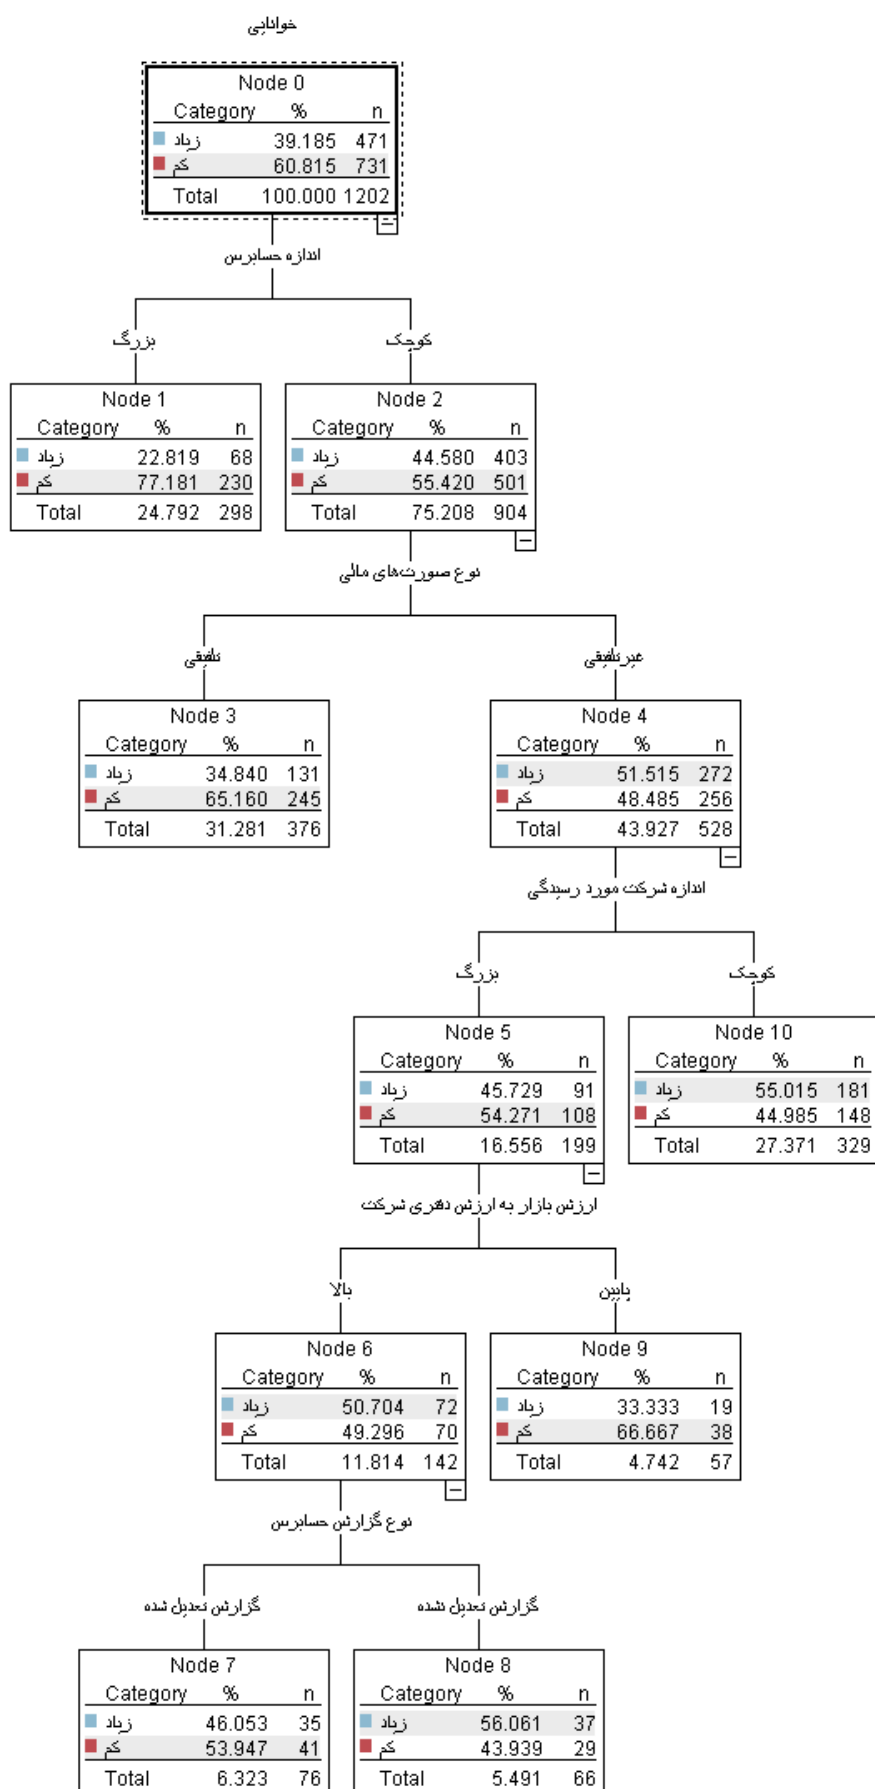 خوانایی
Node 0
Category % n
زیاد 39.185 471
کم 60.815 731
Total 100.000 1202
اندازه حسابرس
بزرگ
کوچک
Node 1
Category % n
زیاد 22.819 68
کم 77.181 230
Total 24.792 298
Node 2
Category % n
زیاد 44.580 403
کم 55.420 501
Total 75.208 904
نوع صورت‌های مالی
تلفیقی
غیرتلفیقی
Node 3
Category % n
زیاد 34.840 131
کم 65.160 245
Total 31.281 376
Node 4
Category % n
زیاد 51.515 272
کم 48.485 256
Total 43.927 528
اندازه شرکت مورد رسیدگی
بزرگ
کوچک
Node 5
Category % n
زیاد 45.729 91
کم 54.271 108
Total 16.556 199
Node 10
Category % n
زیاد 55.015 181
کم 44.985 148
Total 27.371 329
ارزش بازار به ارزش دفتری شرکت
بالا
پایین
Node 6
Category % n
زیاد 50.704 72
کم 49.296 70
Total 11.814 142
Node 9
Category % n
زیاد 33.333 19
کم 66.667 38
Total 4.742 57
نوع گزارش حسابرس
گزارش تعدیل شده
گزارش تعدیل نشده
Node 7
Category % n
زیاد 46.053 35
کم 53.947 41
Total 6.323 76
Node 8
Category % n
زیاد 56.061 37
کم 43.939 29
Total 5.491 66